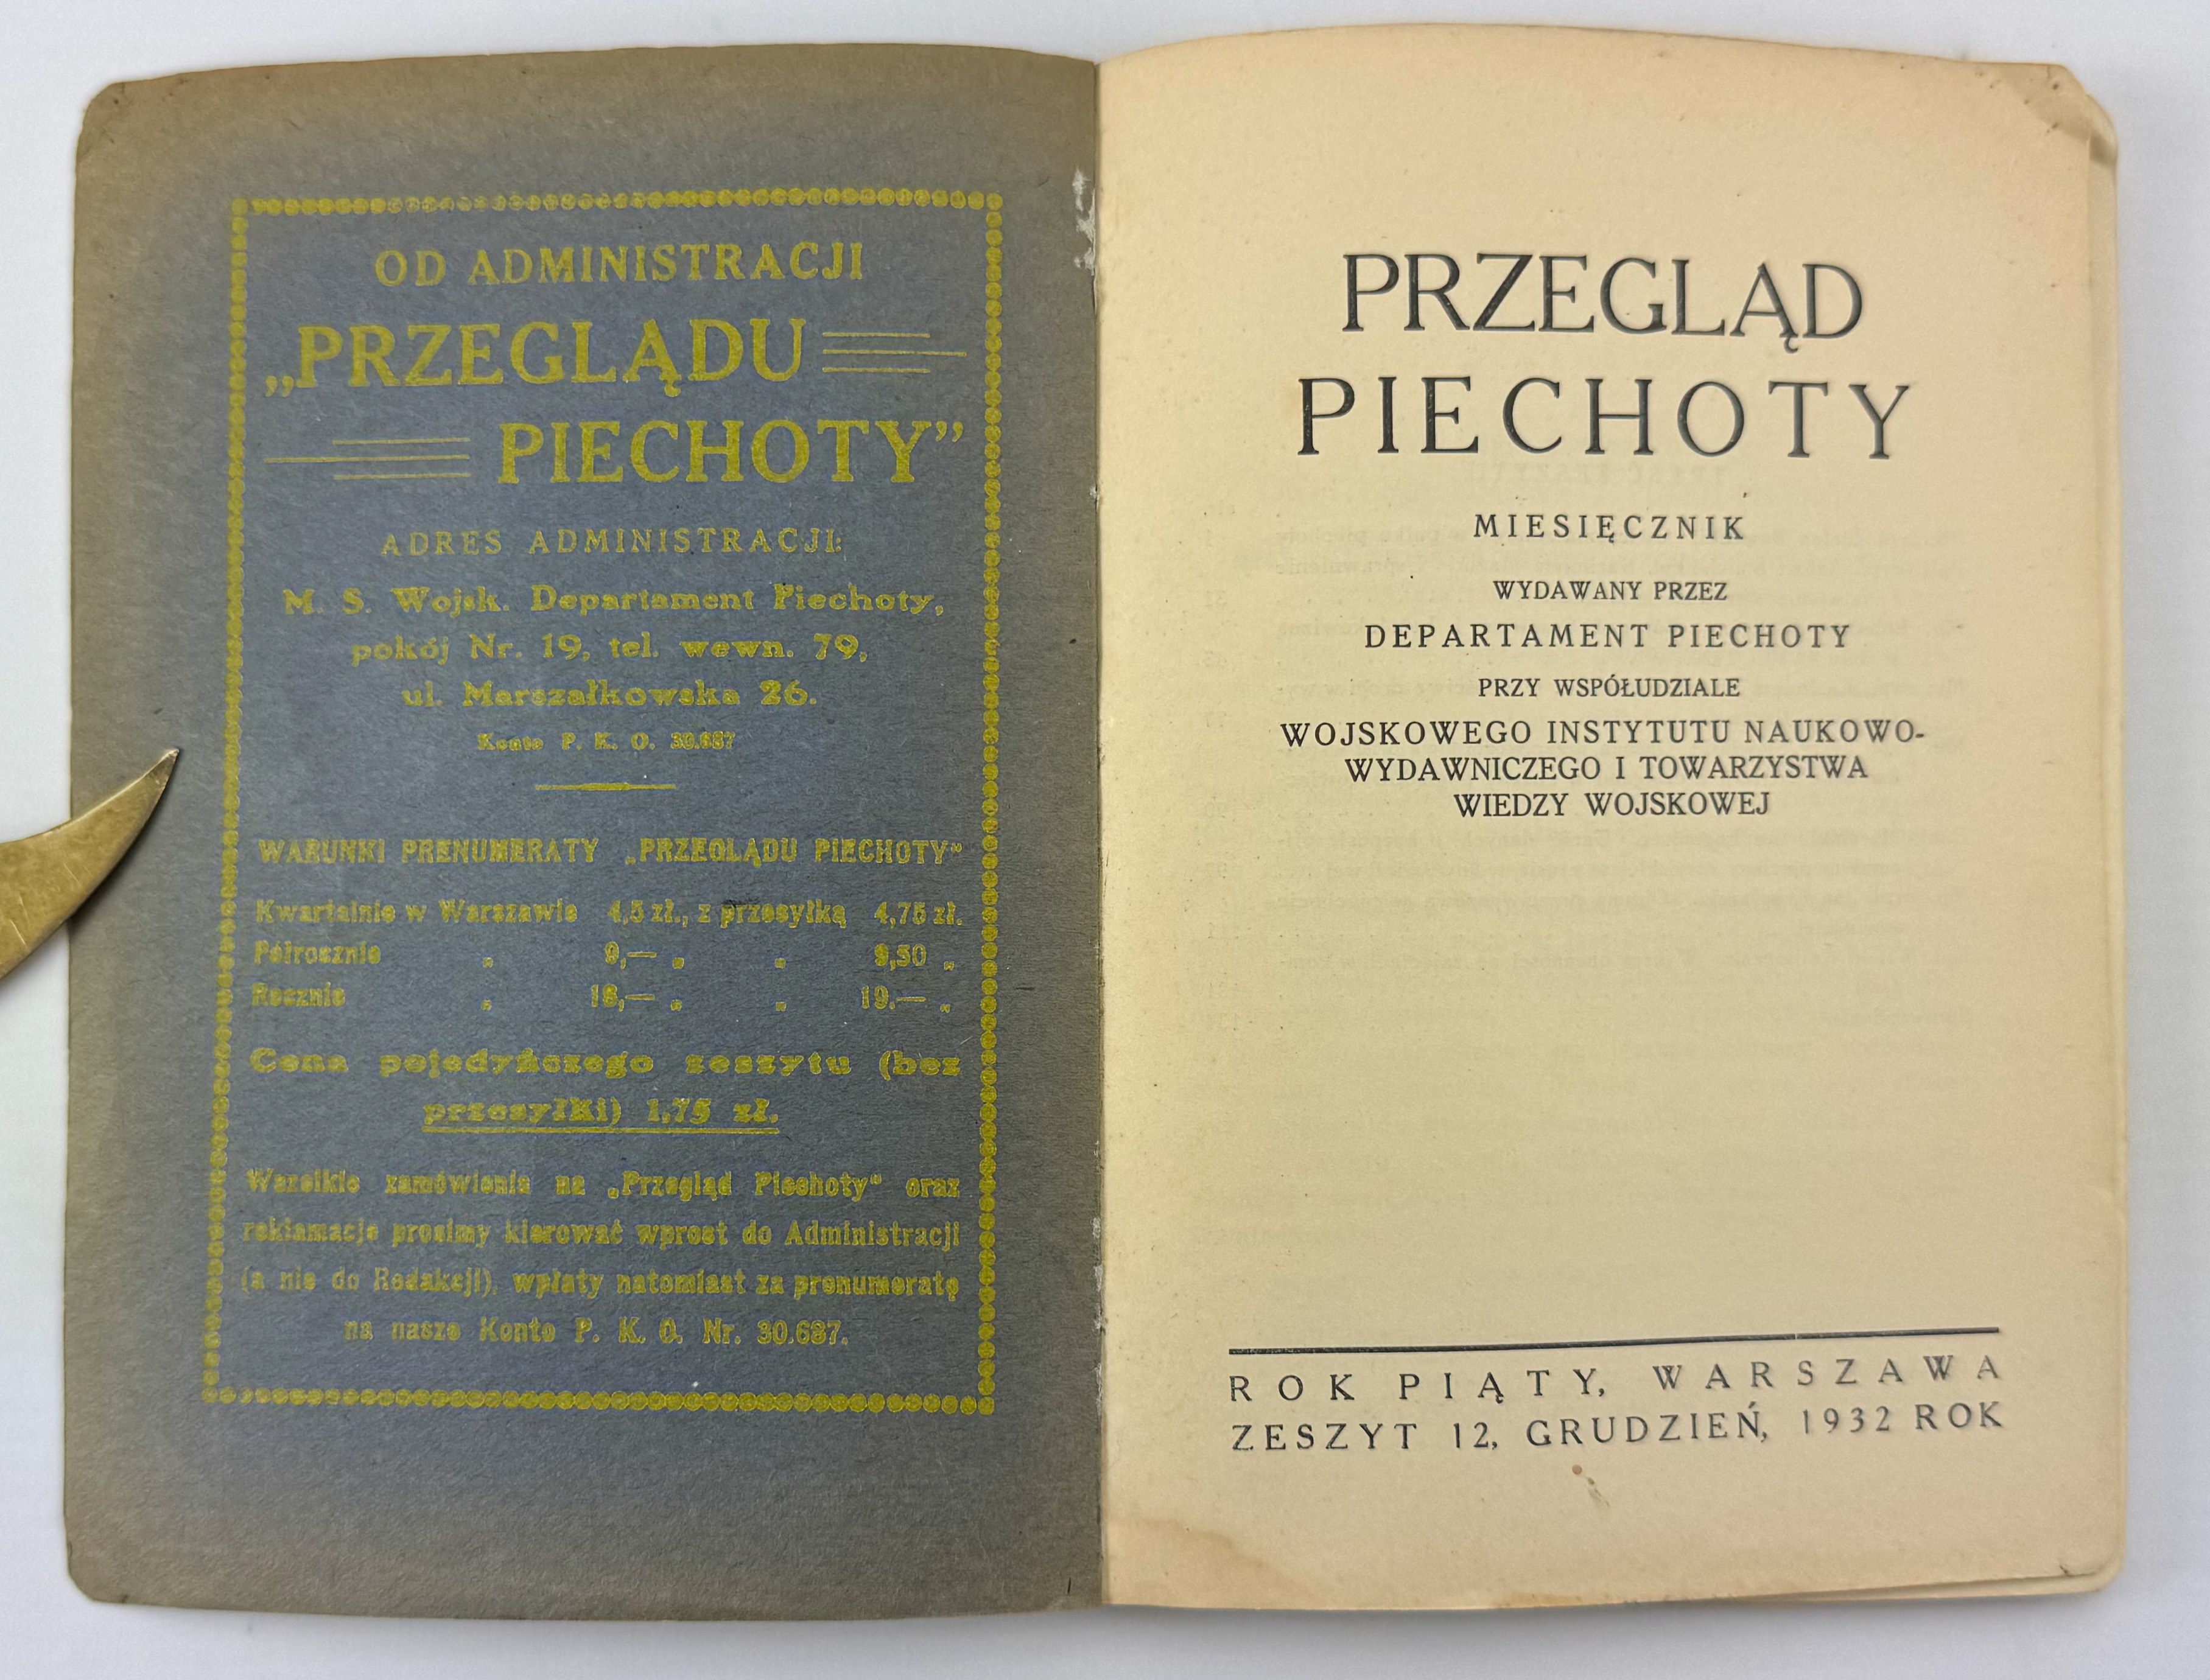 OD ADMINISTRACJI
„PRZEGLĄDU
PIECHOTY”
ADRES ADMINISTRACJI:
M. S. Wojsk. Departament Piechoty,
pokój Nr. 19, tel. wewn. 79,
ul. Marszałkowska 26.
Konto P. K. O. 30.687
WARUNKI PRENUMERATY „PRZEGLĄDU PIECHOTY”
Kwartalnie w Warszawie 4,5 zł., z przesyłką 4,75 zł.
Półrocznie „ 9,— „ „ 9,50 „
Rocznie „ 18,— „ „ 19.— „
Cena pojedyńczego zeszytu (bez
przesyłki) 1,75 zł.
Wszelkie zamówienia na „Przegląd Piechoty” oraz
reklamacje prosimy kierować wprost do Administracji
(a nie do Redakcji), wpłaty natomiast za prenumeratę
na nasze Konto P. K. O. Nr. 30.687.
PRZEGLĄD
PIECHOTY
MIESIĘCZNIK
WYDAWANY PRZEZ
DEPARTAMENT PIECHOTY
PRZY WSPÓŁUDZIALE
WOJSKOWEGO INSTYTUTU NAUKOWO-
WYDAWNICZEGO I TOWARZYSTWA
WIEDZY WOJSKOWEJ
ROK PIĄTY, WARSZAWA
ZESZYT 12, GRUDZIEŃ, 1932 ROK